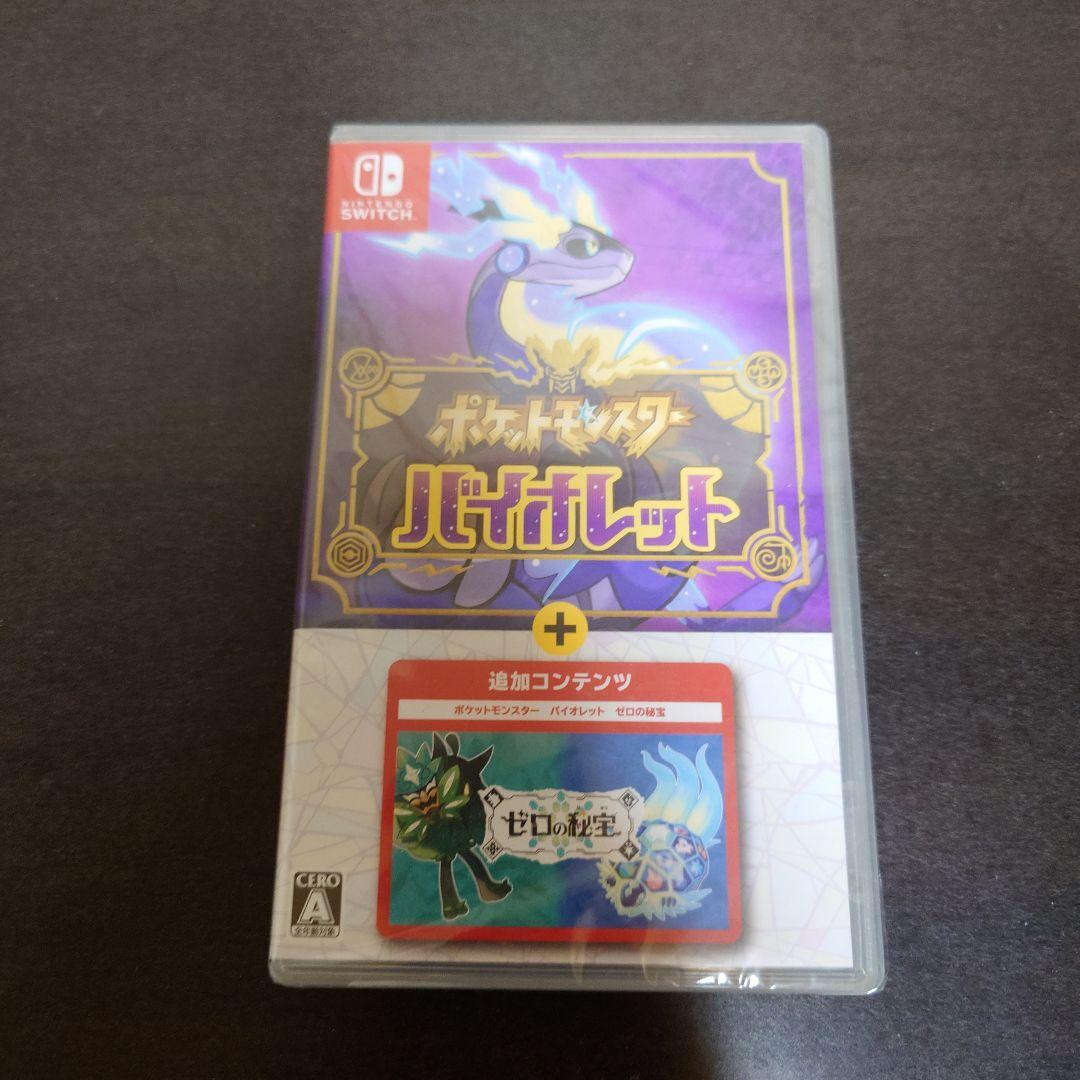 NINTENDO
SWITCH™
ポケットモンスター
バイオレット
+
追加コンテンツ
ポケットモンスター バイオレット ゼロの秘宝
ゼロの秘宝
CERO
A
全年齢対象